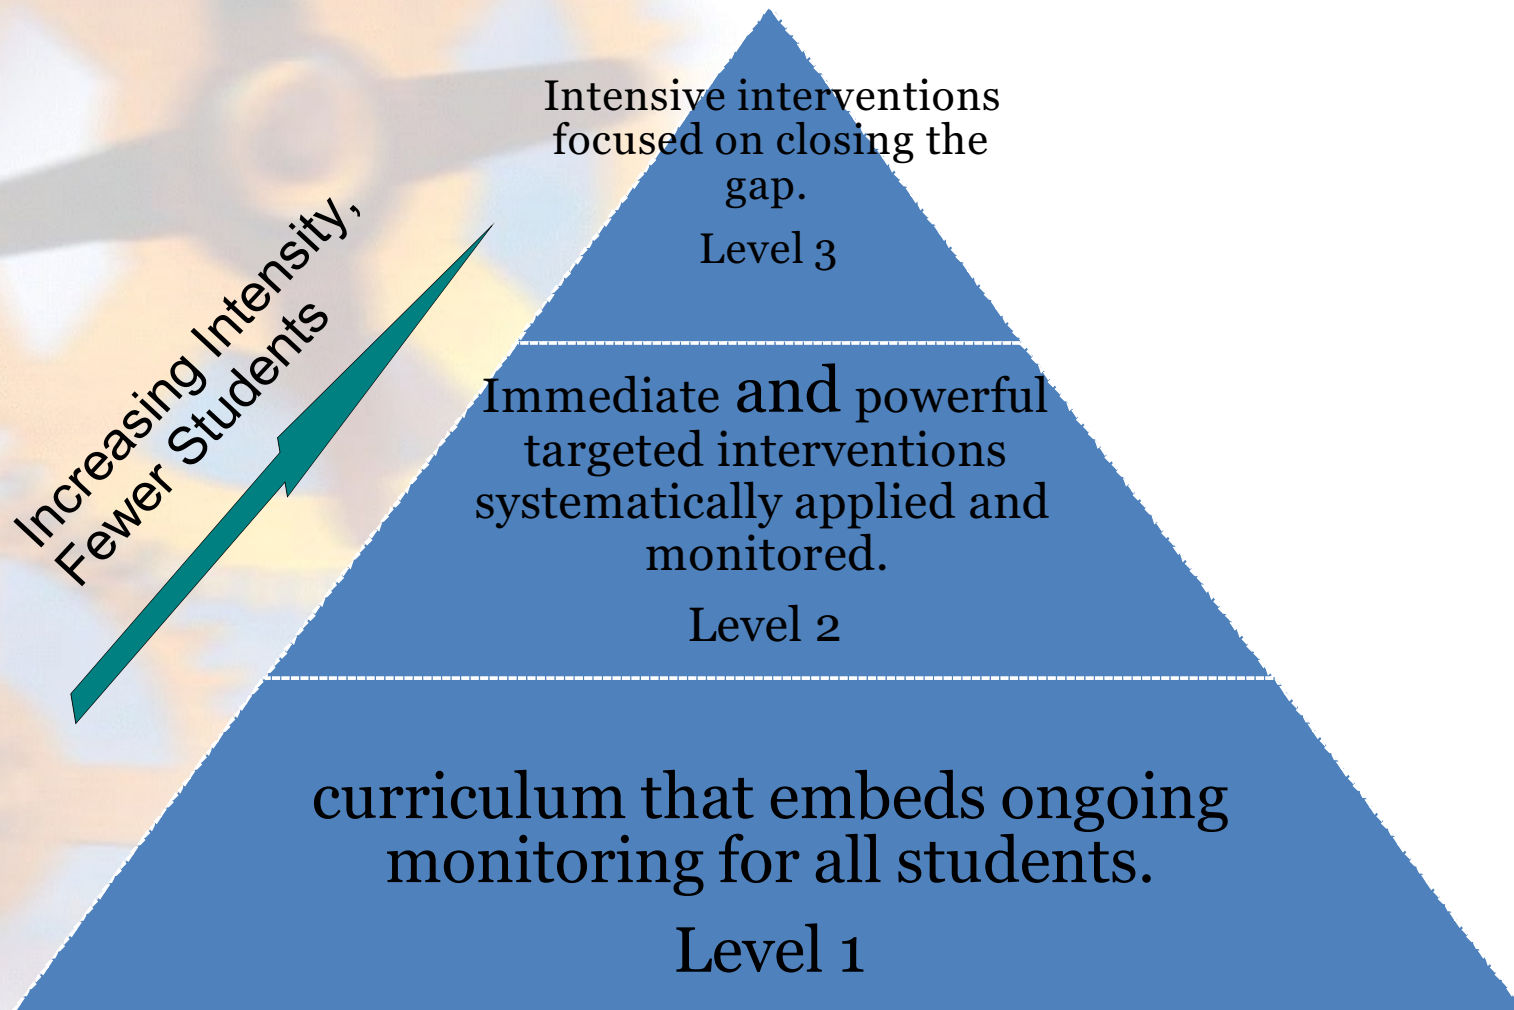 Intensive interventions
focused on closing the
gap.
Level 3
Increasing Intensity,
Fewer Students
Immediate and powerful
targeted interventions
systematically applied and
monitored.
Level 2
curriculum that embeds ongoing
monitoring for all students.
Level 1